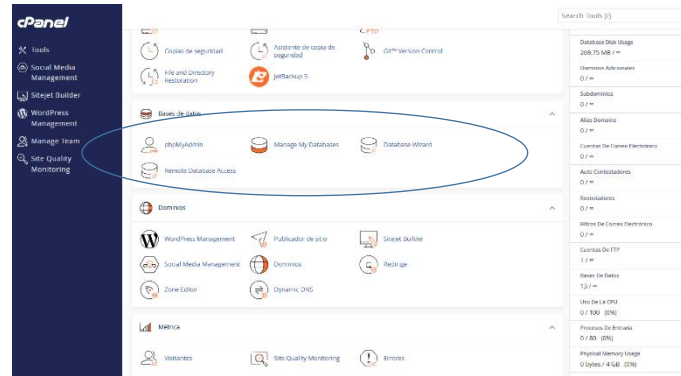 cPanel
Search Tools (/)
Tools
Social Media
Management
Sitejet Builder
WordPress
Management
Manage Team
Site Quality
Monitoring
FTP
Copias de seguridad
Asistente de copia de
seguridad
Git™ Version Control
File and Directory
Restoration
JetBackup 5
Bases de datos
phpMyAdmin
Manage My Databases
Database Wizard
Remote Database Access
Dominios
WordPress Management
Publicador de sitio
Sitejet Builder
Social Media Management
Dominios
Redirige
Zone Editor
Dynamic DNS
Métrica
Visitantes
Site Quality Monitoring
Errores
Database Disk Usage
269.75 MB / ∞
Dominios Adicionales
0 / ∞
Subdominios
0 / ∞
Alias Domains
0 / ∞
Cuentas De Correo Electrónico
0 / ∞
Auto Contestadores
0 / ∞
Reenviadores
0 / ∞
Filtros De Correo Electrónico
0 / ∞
Cuentas De FTP
1 / ∞
Bases De Datos
13 / ∞
Uso De La CPU
0 / 100 (0%)
Procesos De Entrada
0 / 80 (0%)
Physical Memory Usage
0 bytes / 4 GB (0%)